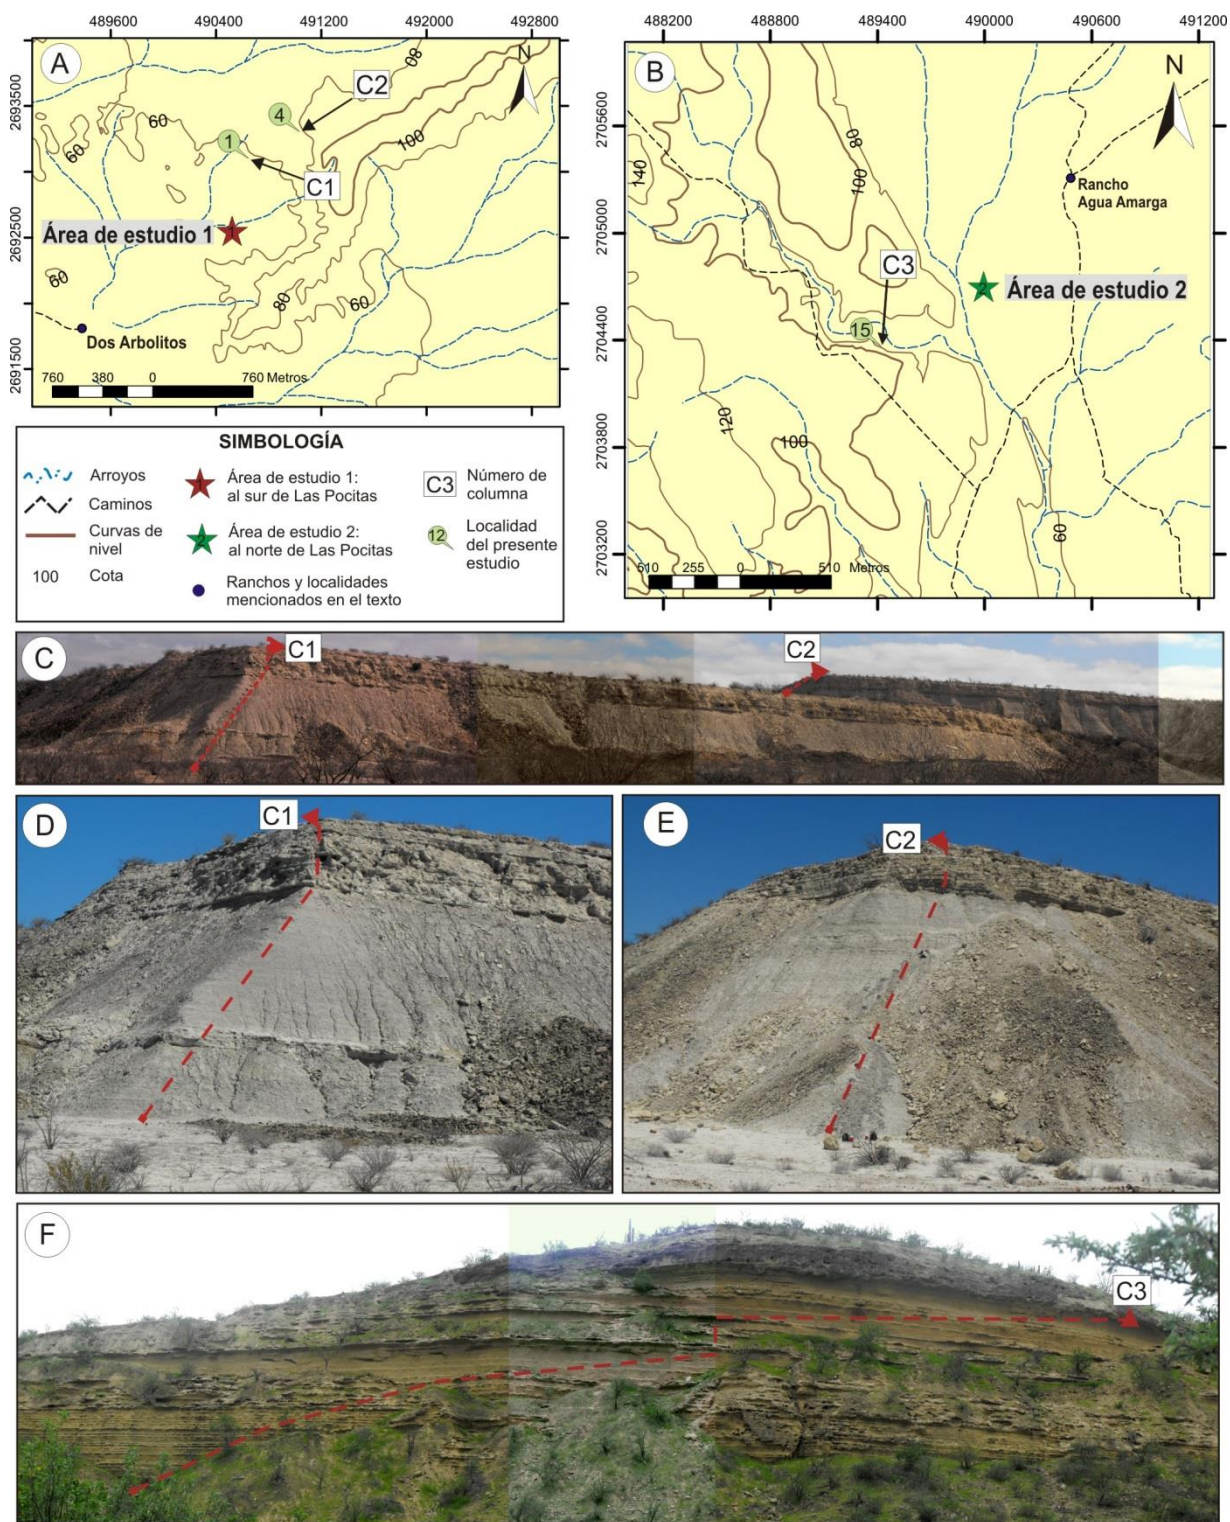 489600 490400 491200 492000 492800
A
N
2693500
2692500
2691500
60
60
60
60
80
80
100
4
C2
1
C1
Área de estudio 1
1
Dos Arbolitos
760 380 0 760 Metros
488200 488800 489400 490000 490600 491200
B
N
2705600
2705000
2704400
2703800
2703200
140
80
100
120
100
60
Rancho
Agua Amarga
C3
2
Área de estudio 2
15
510 255 0 510 Metros
SIMBOLOGÍA
Arroyos
Caminos
Curvas de
nivel
100 Cota
1 Área de estudio 1:
al sur de Las Pocitas
2 Área de estudio 2:
al norte de Las Pocitas
Ranchos y localidades
mencionados en el texto
C3 Número de
columna
12 Localidad
del presente
estudio
C
C1
C2
D
C1
E
C2
F
C3